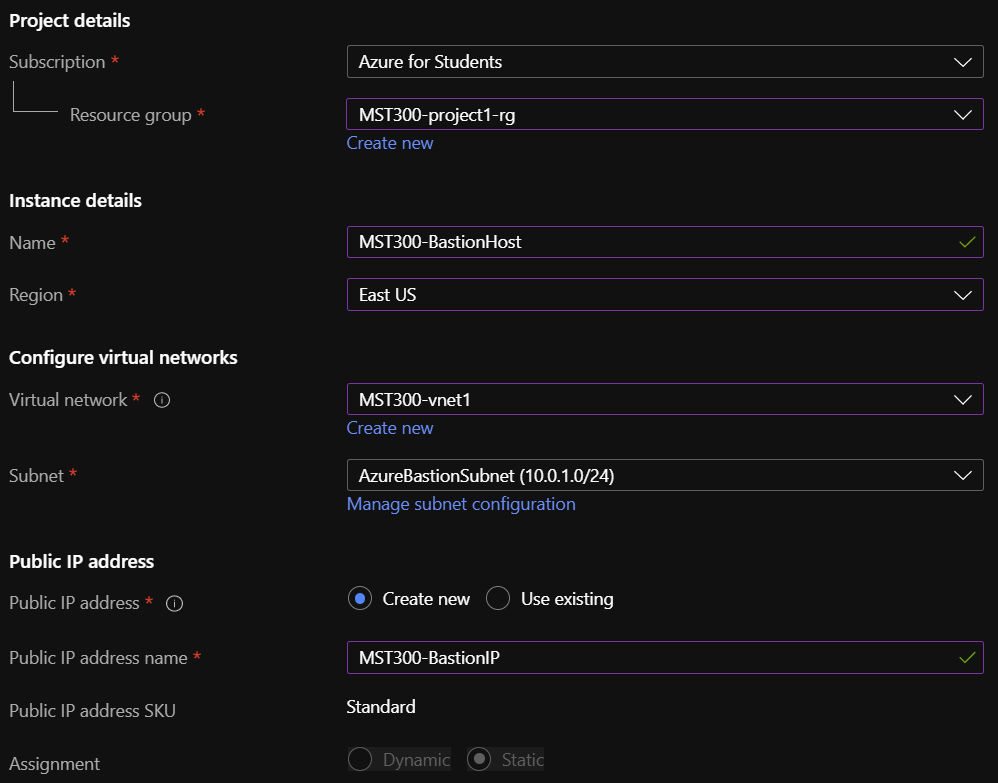 Project details
Subscription *
Azure for Students
Resource group *
MST300-project1-rg
Create new
Instance details
Name *
MST300-BastionHost
Region *
East US
Configure virtual networks
Virtual network *
MST300-vnet1
Create new
Subnet *
AzureBastionSubnet (10.0.1.0/24)
Manage subnet configuration
Public IP address
Public IP address *
Create new
Use existing
Public IP address name *
MST300-BastionIP
Public IP address SKU
Standard
Assignment
Dynamic
Static